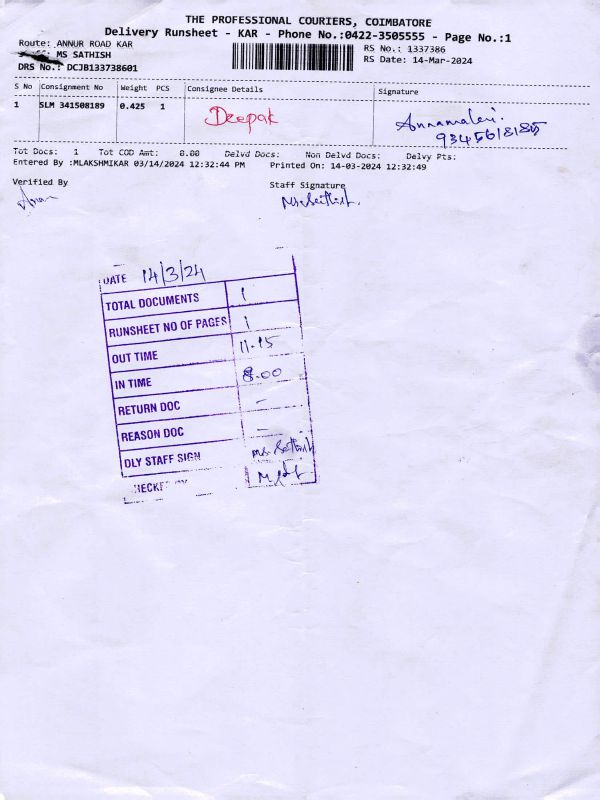 THE PROFESSIONAL COURIERS, COIMBATORE
Delivery Runsheet - KAR - Phone No.:0422-3505555 - Page No.:1
Route: ANNUR ROAD KAR
RS No.: 1337386
MS SATHISH
RS Date: 14-Mar-2024
DRS No.: DCJB133738601
S No Consignment No Weight PCS Consignee Details Signature
1 SLM 341508189 0.425 1 Deepak Annamalai.
9345618185
Tot Docs: 1 Tot COD Amt: 0.00 Delvd Docs: Non Delvd Docs: Delvy Pts:
Entered By :MLAKSHMIKAR 03/14/2024 12:32:44 PM Printed On: 14-03-2024 12:32:49
Verified By Staff Signature
Ms. Sathish.
DATE 14/3/24
TOTAL DOCUMENTS 1
RUNSHEET NO OF PAGES 1
OUT TIME 11.15
IN TIME 8.00
RETURN DOC -
REASON DOC -
DLY STAFF SIGN Ms. Sathish